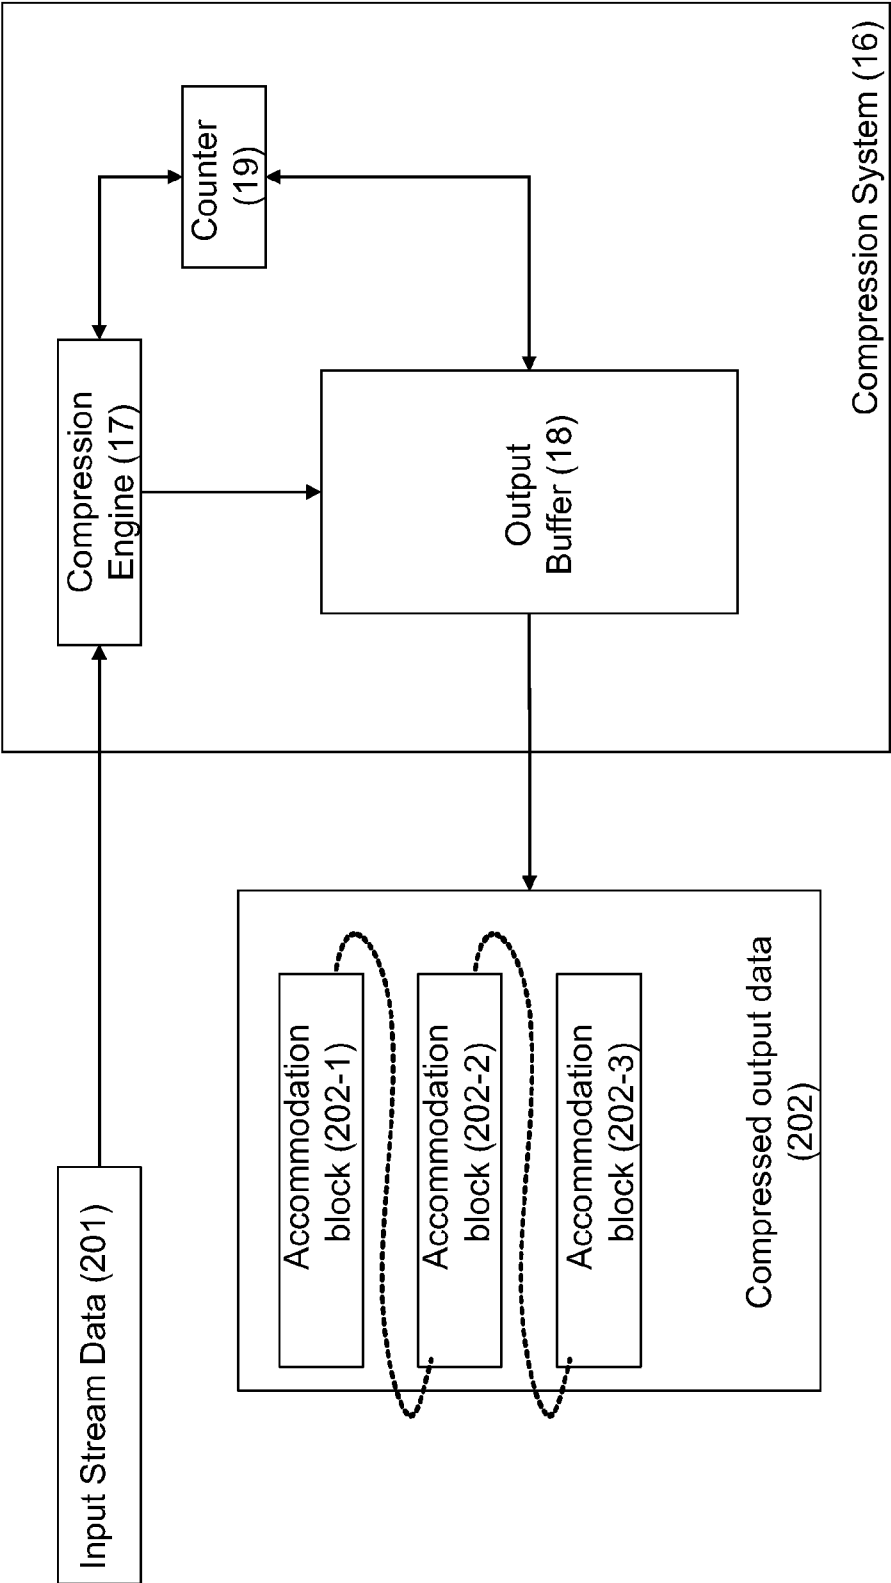 Input Stream Data (201)
Compression
Engine (17)
Counter
(19)
Accommodation
block (202-1)
Accommodation
block (202-2)
Accommodation
block (202-3)
Output
Buffer (18)
Compressed output data
(202)
Compression System (16)